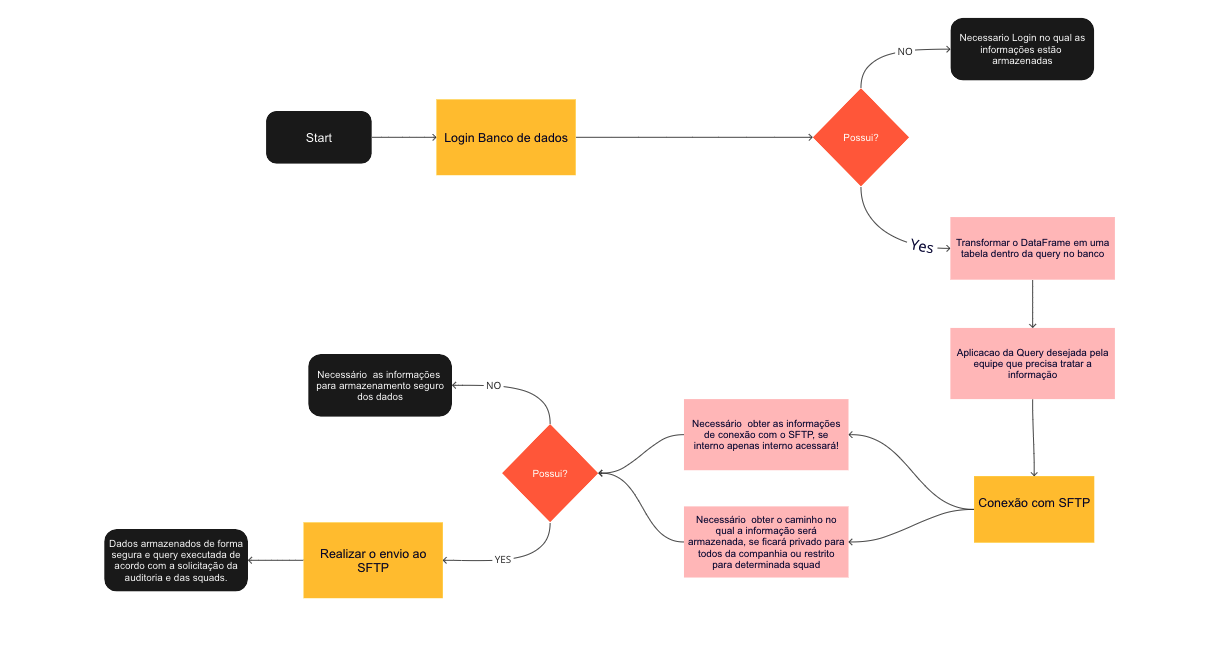 Start
Login Banco de dados
Possui?
NO
Necessario Login no qual as
informações estão
armazenadas
Yes
Transformar o DataFrame em uma
tabela dentro da query no banco
Aplicacao da Query desejada pela
equipe que precisa tratar a
informação
Conexão com SFTP
Necessário obter as informações
de conexão com o SFTP, se
interno apenas interno acessará!
Necessário obter o caminho no
qual a informação será
armazenada, se ficará privado para
todos da companhia ou restrito
para determinada squad
Possui?
NO
Necessário as informações
para armazenamento seguro
dos dados
YES
Realizar o envio ao
SFTP
Dados armazenados de forma
segura e query executada de
acordo com a solicitação da
auditoria e das squads.